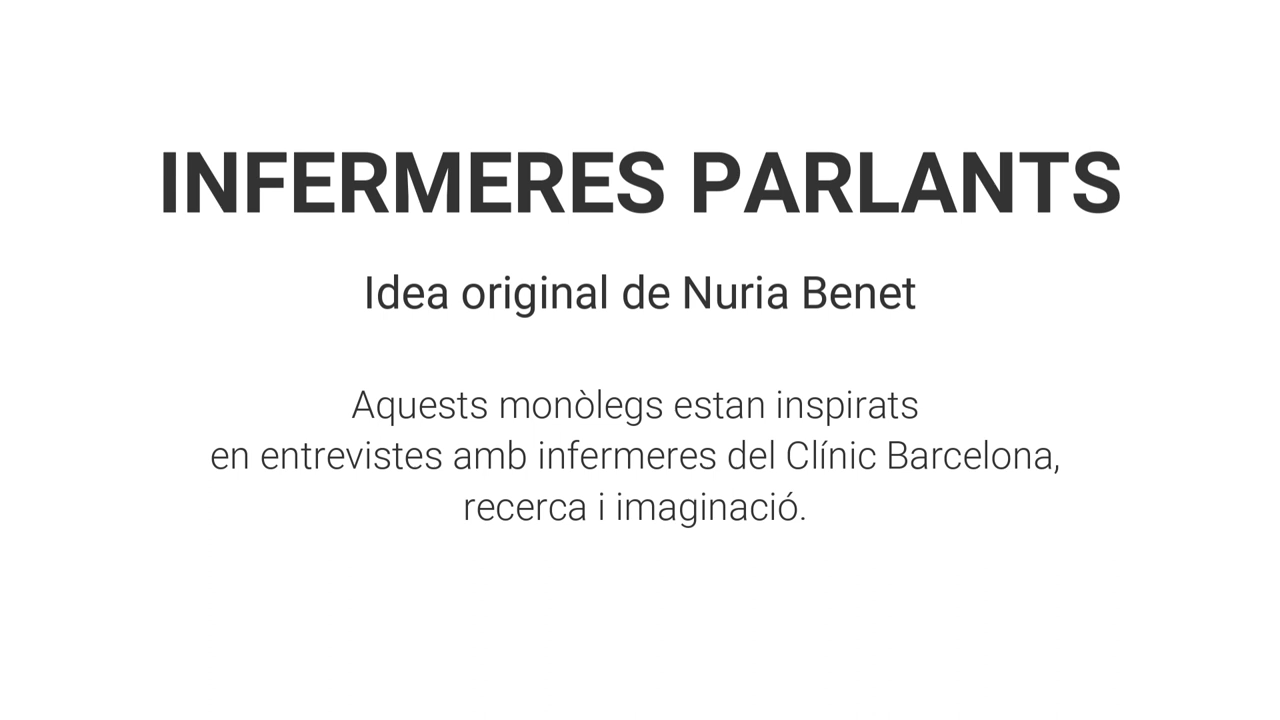 INFERMERES PARLANTS
Idea original de Nuria Benet
Aquests monòlegs estan inspirats
en entrevistes amb infermeres del Clínic Barcelona,
recerca i imaginació.